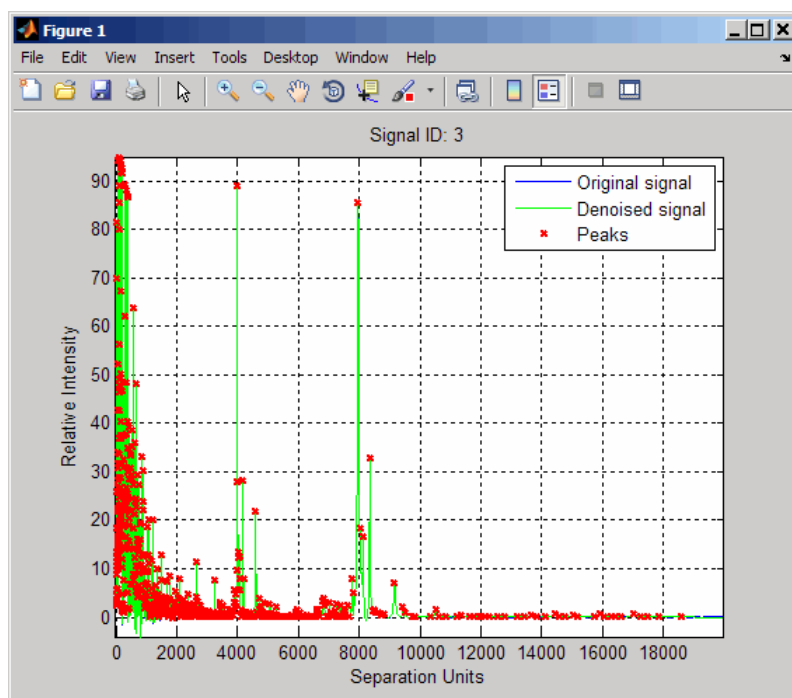 Figure 1
File Edit View Insert Tools Desktop Window Help
Signal ID: 3
Original signal
Denoised signal
Peaks
Relative Intensity
90
80
70
60
50
40
30
20
10
0
0 2000 4000 6000 8000 10000 12000 14000 16000 18000
Separation Units